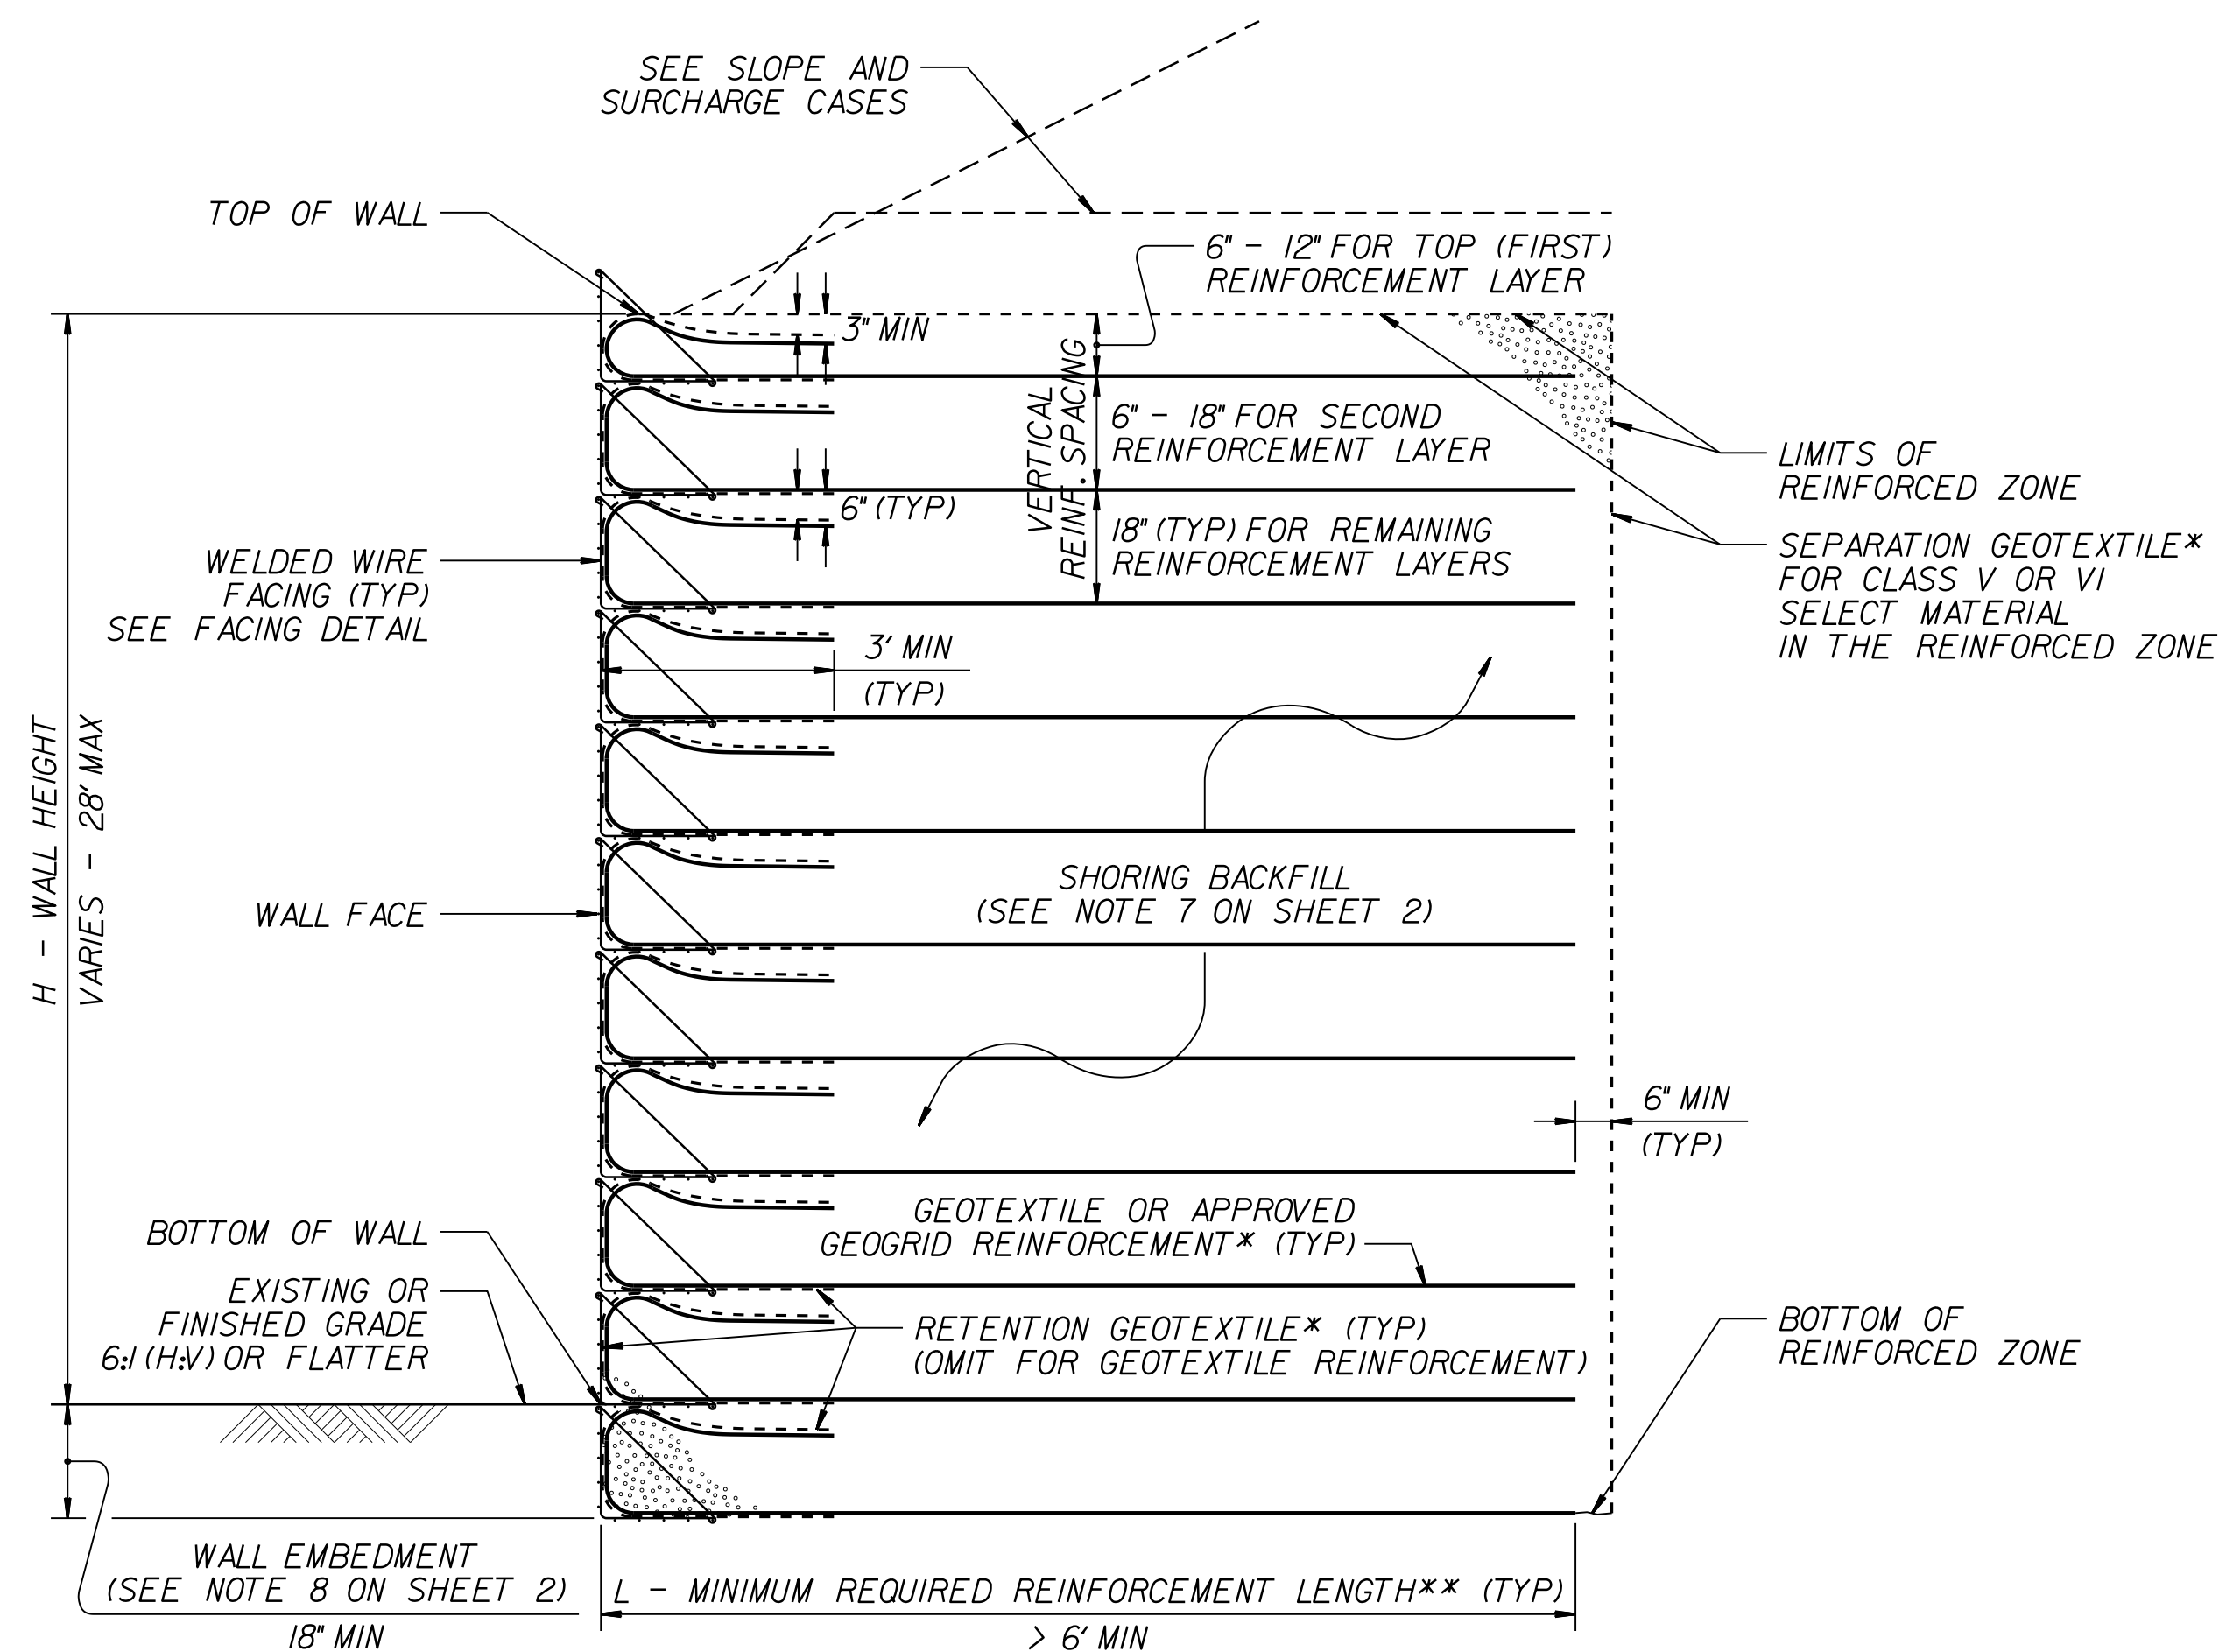 SEE SLOPE AND
SURCHARGE CASES
TOP OF WALL
6" - 12" FOR TOP (FIRST)
REINFORCEMENT LAYER
3" MIN
VERTICAL
REINF. SPACING
6" - 18" FOR SECOND
REINFORCEMENT LAYER
LIMITS OF
REINFORCED ZONE
6" (TYP)
18" (TYP) FOR REMAINING
REINFORCEMENT LAYERS
SEPARATION GEOTEXTILE*
FOR CLASS V OR VI
SELECT MATERIAL
IN THE REINFORCED ZONE
WELDED WIRE
FACING (TYP)
SEE FACING DETAIL
3' MIN
(TYP)
H - WALL HEIGHT
VARIES - 28' MAX
WALL FACE
SHORING BACKFILL
(SEE NOTE 7 ON SHEET 2)
6" MIN
(TYP)
GEOTEXTILE OR APPROVED
GEOGRID REINFORCEMENT* (TYP)
BOTTOM OF WALL
EXISTING OR
FINISHED GRADE
6:1 (H:V) OR FLATTER
RETENTION GEOTEXTILE* (TYP)
(OMIT FOR GEOTEXTILE REINFORCEMENT)
BOTTOM OF
REINFORCED ZONE
WALL EMBEDMENT
(SEE NOTE 8 ON SHEET 2)
18" MIN
L - MINIMUM REQUIRED REINFORCEMENT LENGTH** (TYP)
> 6' MIN